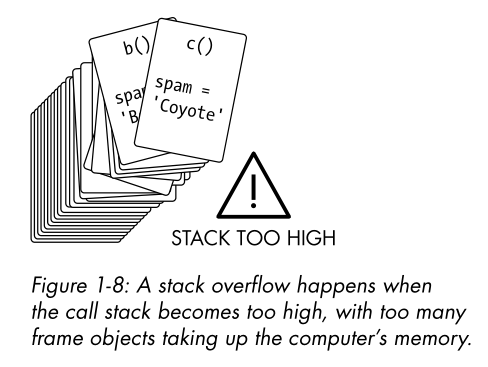 b()
c()
spam =
'Coyote'
STACK TOO HIGH
Figure 1-8: A stack overflow happens when
the call stack becomes too high, with too many
frame objects taking up the computer's memory.